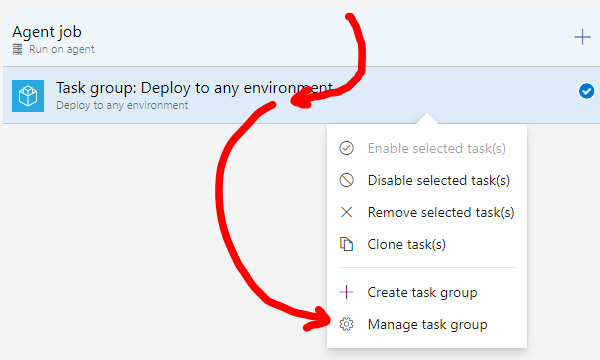 Agent job
Run on agent
Task group: Deploy to any environment
Deploy to any environment
Enable selected task(s)
Disable selected task(s)
Remove selected task(s)
Clone task(s)
Create task group
Manage task group